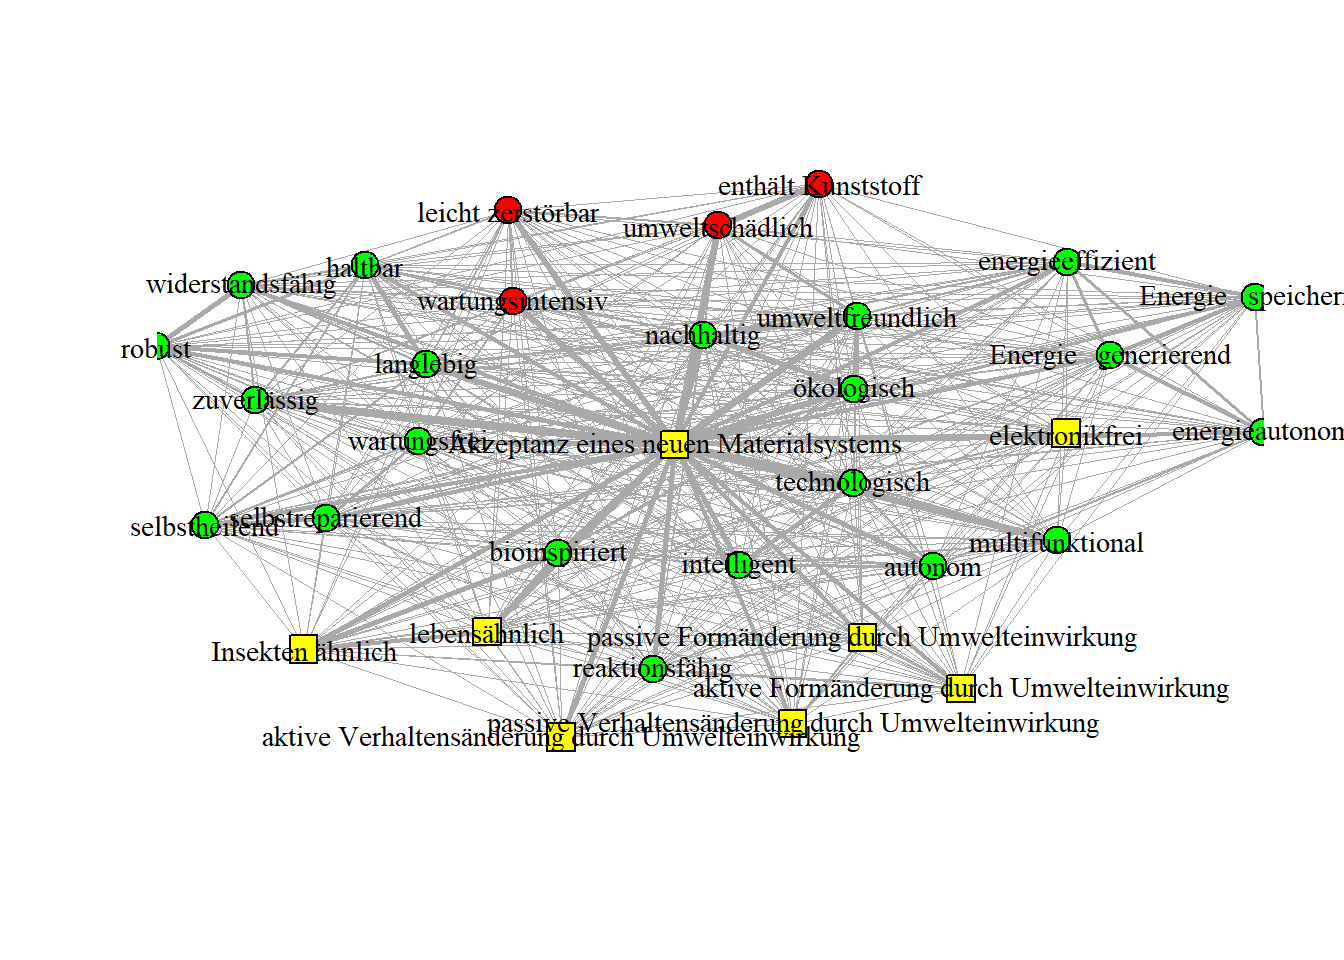 enthält Kunststoff
leicht zerstörbar
umweltschädlich
energieeffizient
haltbar
widerstandsfähig
Energie speichern
wartungsintensiv
umweltfreundlich
nachhaltig
robust
Energie generierend
langlebig
ökologisch
zuverlässig
energieautonom
elektronikfrei
wartungsfrei
Akzeptanz eines neuen Materialsystems
technologisch
selbstreparierend
selbstheilend
multifunktional
bioinspiriert
intelligent
autonom
lebensähnlich
passive Formänderung durch Umwelteinwirkung
Insekten ähnlich
reaktionsfähig
aktive Formänderung durch Umwelteinwirkung
passive Verhaltensänderung durch Umwelteinwirkung
aktive Verhaltensänderung durch Umwelteinwirkung